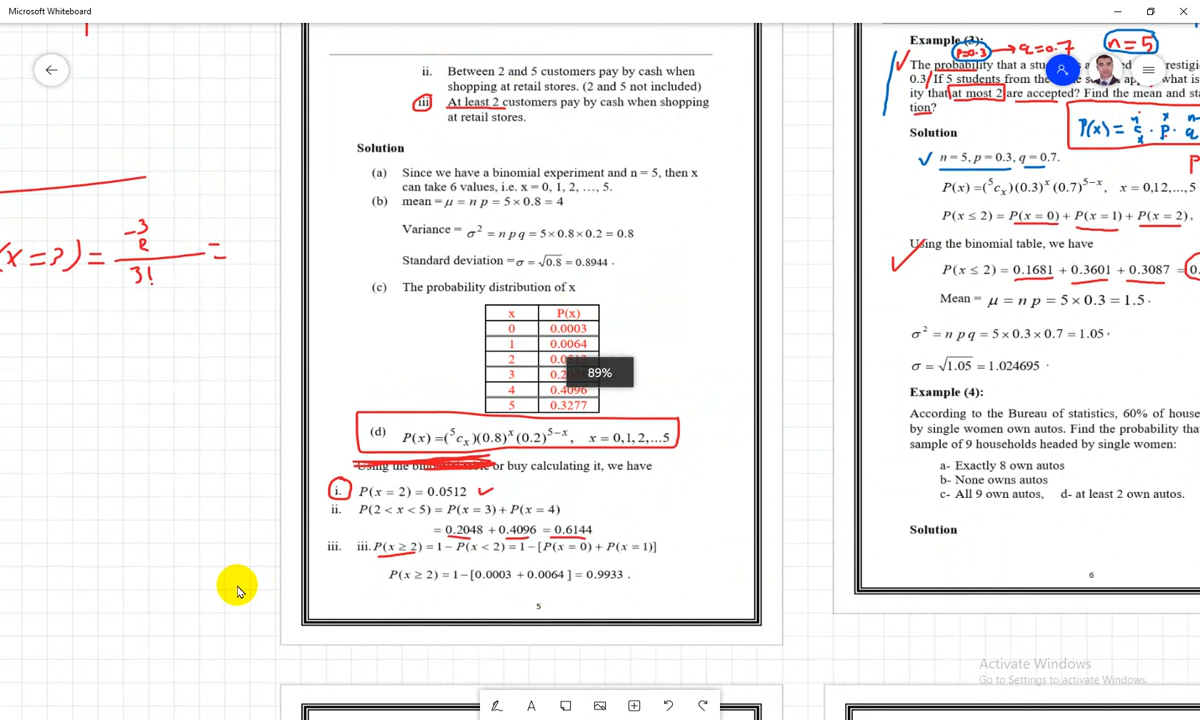 Microsoft Whiteboard
(x=3) = e^-3 / 3! =
ii. Between 2 and 5 customers pay by cash when
shopping at retail stores. (2 and 5 not included)
iii At least 2 customers pay by cash when shopping
at retail stores.
Solution
(a) Since we have a binomial experiment and n = 5, then x
can take 6 values, i.e. x = 0, 1, 2, …, 5.
(b) mean = μ = n p = 5 × 0.8 = 4
Variance = σ² = n p q = 5 × 0.8 × 0.2 = 0.8
Standard deviation = σ = √0.8 = 0.8944 .
(c) The probability distribution of x
x P(x)
0 0.0003
1 0.0064
2
3
4 0.4096
5 0.3277
89%
(d) P(x) = (⁵cₓ)(0.8)ˣ (0.2)⁵⁻ˣ, x = 0,1,2,...5
Using the or buy calculating it, we have
i. P(x = 2) = 0.0512 ✓
ii. P(2 < x < 5) = P(x = 3) + P(x = 4)
= 0.2048 + 0.4096 = 0.6144
iii. iii. P(x ≥ 2) = 1 − P(x < 2) = 1 − [P(x = 0) + P(x = 1)]
P(x ≥ 2) = 1 − [0.0003 + 0.0064 ] = 0.9933 .
5
Example (3):
P=0.3 → q=0.7 n=5
The probability that a
0.3. If 5 students from the what is
ity that at most 2 are accepted? Find the mean and
tion?
Solution
P(x) = C . P .
✓ n = 5, p = 0.3, q = 0.7.
P(x) = (⁵cₓ)(0.3)ˣ (0.7)⁵⁻ˣ, x = 0,12,...,5
P(x ≤ 2) = P(x = 0) + P(x = 1) + P(x = 2).
Using the binomial table, we have
P(x ≤ 2) = 0.1681 + 0.3601 + 0.3087 =
Mean = μ = n p = 5 × 0.3 = 1.5 .
σ² = n p q = 5 × 0.3 × 0.7 = 1.05 .
σ = √1.05 = 1.024695 .
Example (4):
According to the Bureau of statistics, 60% of
by single women own autos. Find the probability
sample of 9 households headed by single women:
a- Exactly 8 own autos
b- None owns autos
c- All 9 own autos, d- at least 2 own autos.
Solution
6
Activate Windows
Go to Settings to activate Windows.